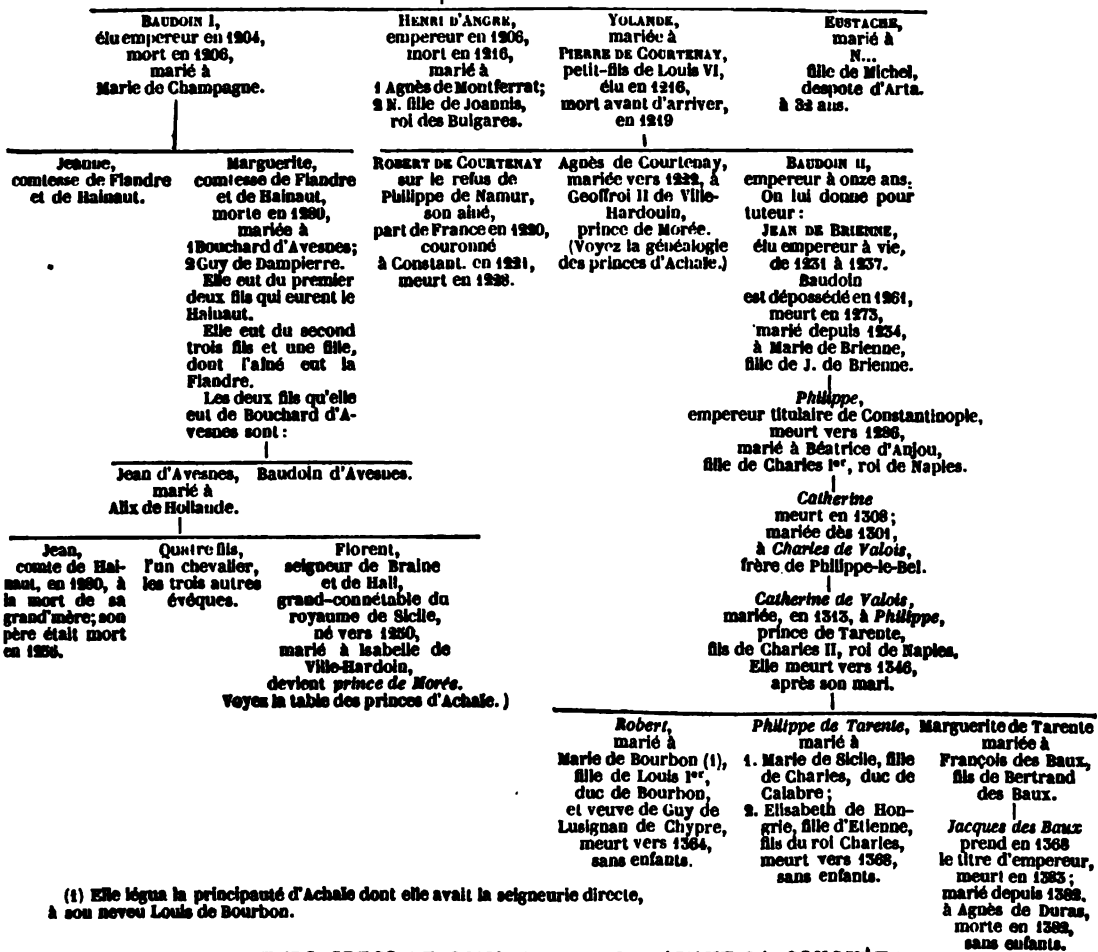 BAUDOIN I,
élu empereur en 1204,
mort en 1206,
marié à
Marie de Champagne.
HENRI D'ANGRE,
empereur en 1206,
mort en 1216,
marié à
1 Agnès de Montferrat;
2 N. fille de Joannis,
roi des Bulgares.
YOLANDE,
mariée à
PIERRE DE COURTENAY,
petit-fils de Louis VI,
élu en 1216,
mort avant d'arriver,
en 1219
EUSTACHE,
marié à
N...
fille de Michel,
despote d'Arta.
à 32 ans.
Jeanne,
comtesse de Flandre
et de Hainaut.
Marguerite,
comtesse de Flandre
et de Hainaut,
morte en 1280,
mariée à
1 Bouchard d'Avesnes;
2 Guy de Dampierre.
Elle eut du premier
deux fils qui eurent le
Hainaut.
Elle eut du second
trois fils et une fille,
dont l'aîné eut la
Flandre.
Les deux fils qu'elle
eut de Bouchard d'A-
vesnes sont :
ROBERT DE COURTENAY
sur le refus de
Philippe de Namur,
son aîné,
part de France en 1220,
couronné
à Constant. en 1221,
meurt en 1228.
Agnès de Courtenay,
mariée vers 1222, à
Geoffroi II de Ville-
Hardouin,
prince de Morée.
(Voyez la généalogie
des princes d'Achaïe.)
BAUDOIN II,
empereur à onze ans.
On lui donne pour
tuteur :
JEAN DE BRIENNE,
élu empereur à vie,
de 1231 à 1237.
Baudoin
est dépossédé en 1261,
meurt en 1273,
marié depuis 1234,
à Marie de Brienne,
fille de J. de Brienne.
Philippe,
empereur titulaire de Constantinople,
meurt vers 1286,
marié à Béatrice d'Anjou,
fille de Charles Ier, roi de Naples.
Jean d'Avesnes,
marié à
Alix de Hollande.
Baudoin d'Avesnes.
Catherine
meurt en 1308;
mariée dès 1301,
à Charles de Valois,
frère de Philippe-le-Bel.
Jean,
comte de Hai-
naut, en 1280, à
la mort de sa
grand'mère; son
père était mort
en 1256.
Quatre fils,
l'un chevalier,
les trois autres
évêques.
Florent,
seigneur de Braine
et de Hall,
grand-connétable du
royaume de Sicile,
né vers 1250,
marié à Isabelle de
Ville-Hardoin,
devient prince de Morée.
Voyez la table des princes d'Achaïe.)
Catherine de Valois,
mariée, en 1313, à Philippe,
prince de Tarente,
fils de Charles II, roi de Naples,
Elle meurt vers 1346,
après son mari.
Robert,
marié à
Marie de Bourbon (1),
fille de Louis Ier,
duc de Bourbon,
et veuve de Guy de
Lusignan de Chypre,
meurt vers 1364,
sans enfants.
Philippe de Tarente,
marié à
1. Marie de Sicile, fille
de Charles, duc de
Calabre;
2. Elisabeth de Hon-
grie, fille d'Etienne,
fils du roi Charles,
meurt vers 1368,
sans enfants.
Marguerite de Tarente
mariée à
François des Baux,
fils de Bertrand
des Baux.
Jacques des Baux
prend en 1368
le titre d'empereur,
meurt en 1383;
marié depuis 1382,
à Agnès de Duras,
morte en 1382,
sans enfants.
(1) Elle légua la principauté d'Achaïe dont elle avait la seigneurie directe,
à son neveu Louis de Bourbon.